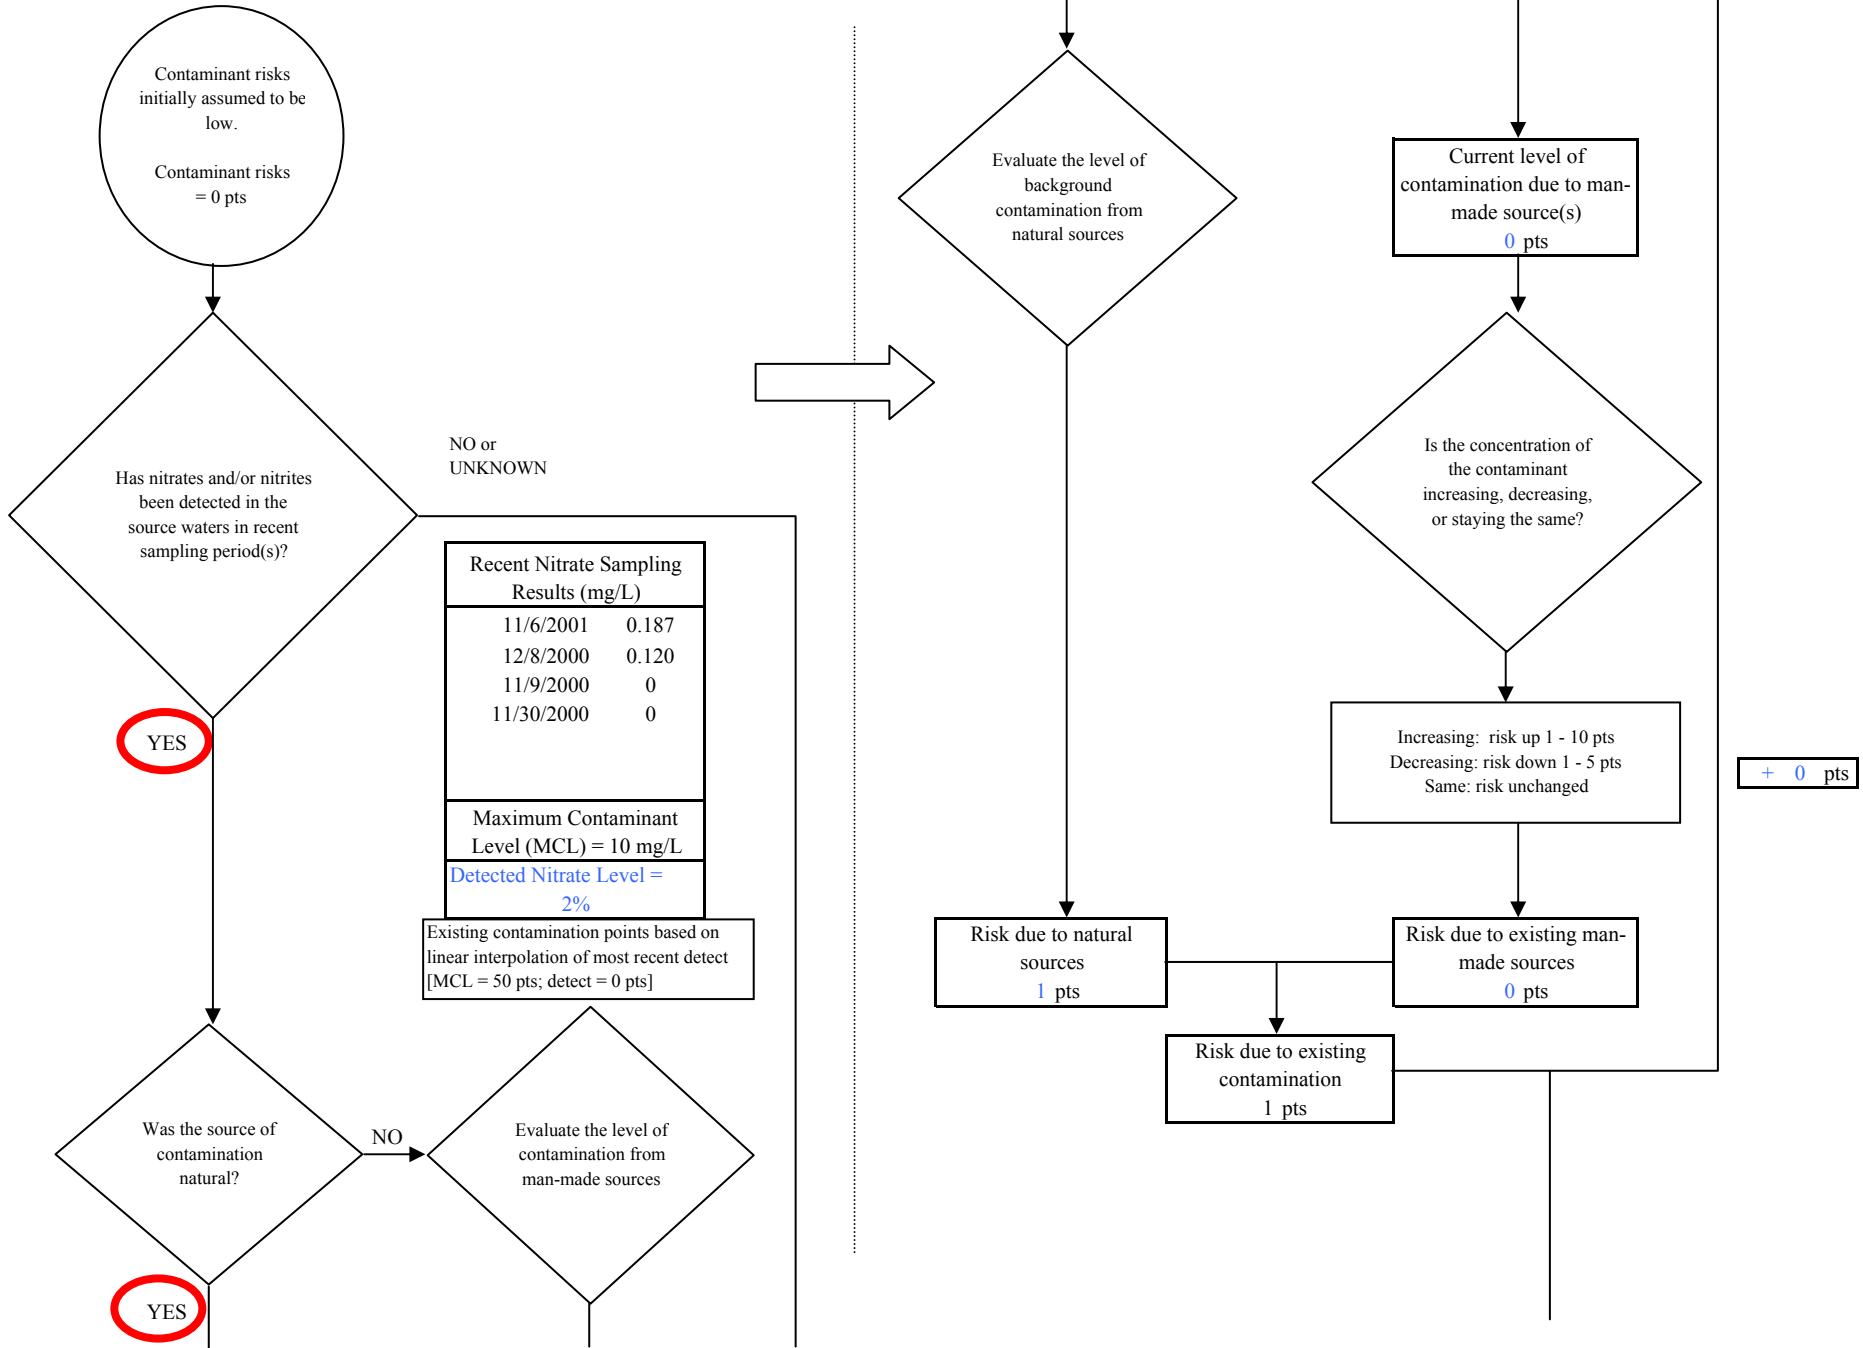 Contaminant risks
initially assumed to be
low.
Contaminant risks
= 0 pts
Has nitrates and/or nitrites
been detected in the
source waters in recent
sampling period(s)?
NO or
UNKNOWN
YES
Recent Nitrate Sampling
Results (mg/L)
11/6/2001 0.187
12/8/2000 0.120
11/9/2000 0
11/30/2000 0
Maximum Contaminant
Level (MCL) = 10 mg/L
Detected Nitrate Level =
2%
Existing contamination points based on
linear interpolation of most recent detect
[MCL = 50 pts; detect = 0 pts]
Was the source of
contamination
natural?
NO
Evaluate the level of
contamination from
man-made sources
YES
Evaluate the level of
background
contamination from
natural sources
Current level of
contamination due to man-
made source(s)
0 pts
Is the concentration of
the contaminant
increasing, decreasing,
or staying the same?
Increasing: risk up 1 - 10 pts
Decreasing: risk down 1 - 5 pts
Same: risk unchanged
+ 0 pts
Risk due to natural
sources
1 pts
Risk due to existing man-
made sources
0 pts
Risk due to existing
contamination
1 pts